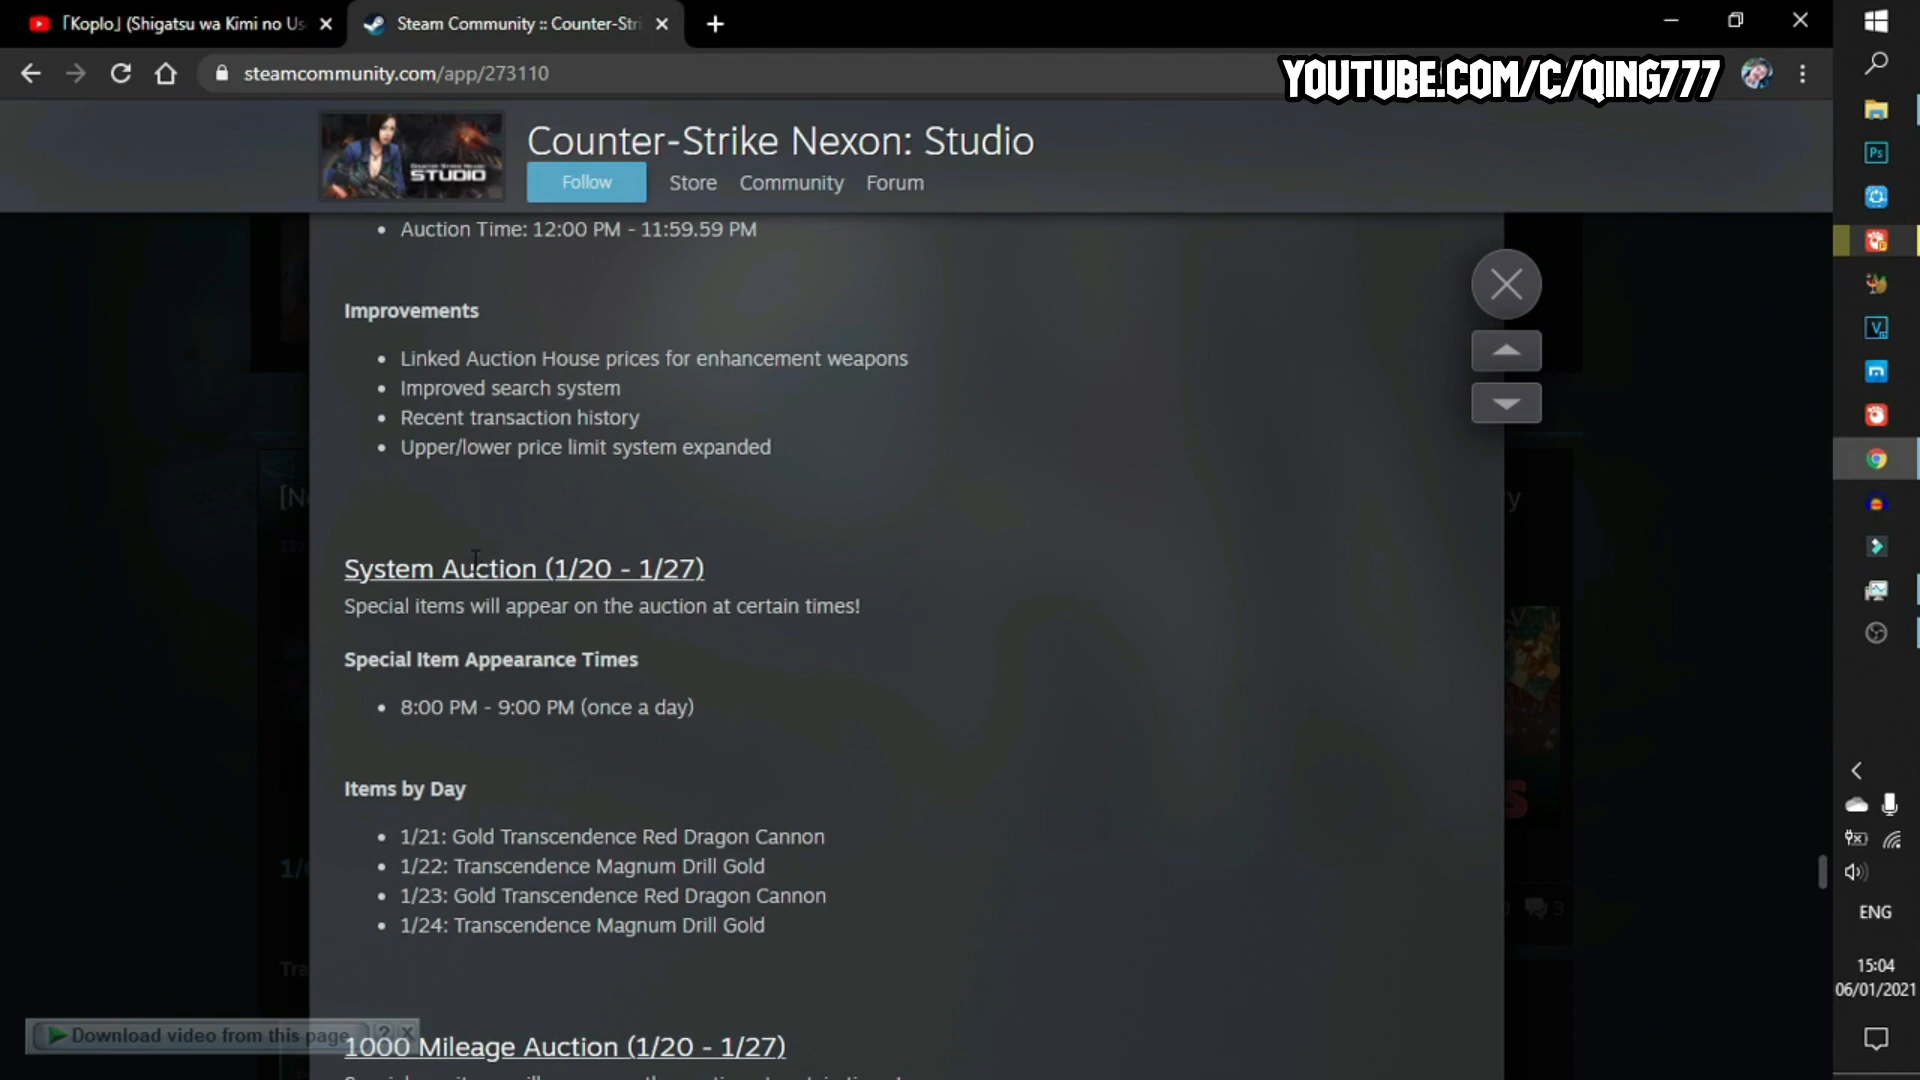 「Koplo」(Shigatsu wa Kimi no Us
Steam Community :: Counter-Stri
steamcommunity.com/app/273110
YOUTUBE.COM/C/QING777
Counter-Strike Nexon: Studio
STUDIO
Follow
Store
Community
Forum
• Auction Time: 12:00 PM - 11:59.59 PM
Improvements
• Linked Auction House prices for enhancement weapons
• Improved search system
• Recent transaction history
• Upper/lower price limit system expanded
System Auction (1/20 - 1/27)
Special items will appear on the auction at certain times!
Special Item Appearance Times
• 8:00 PM - 9:00 PM (once a day)
Items by Day
• 1/21: Gold Transcendence Red Dragon Cannon
• 1/22: Transcendence Magnum Drill Gold
• 1/23: Gold Transcendence Red Dragon Cannon
• 1/24: Transcendence Magnum Drill Gold
Download video from this page
1000 Mileage Auction (1/20 - 1/27)
Ps
ENG
15:04
06/01/2021